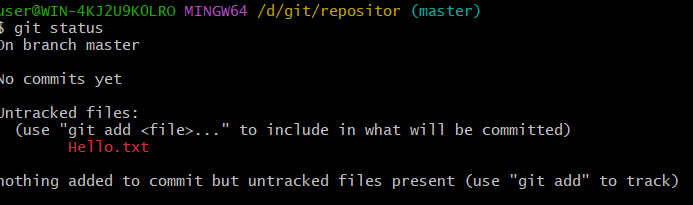 user@WIN-4KJ2U9KOLRO MINGW64 /d/git/repositor (master)
$ git status
On branch master
No commits yet
Untracked files:
(use "git add <file>..." to include in what will be committed)
Hello.txt
nothing added to commit but untracked files present (use "git add" to track)